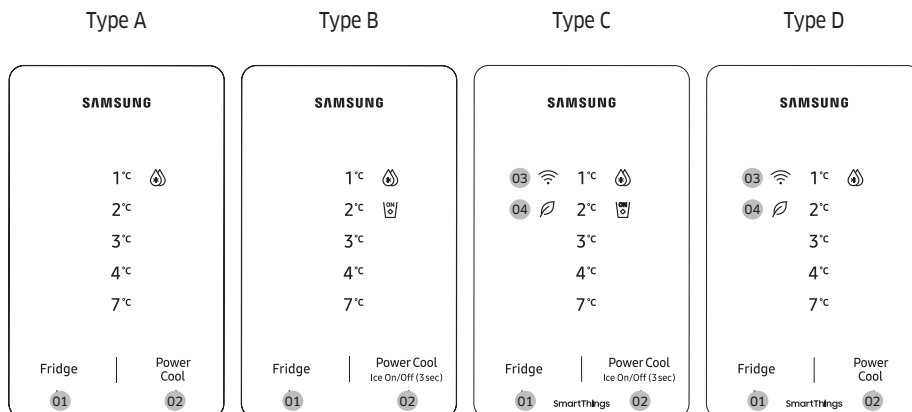 Type A
Type B
Type C
Type D
SAMSUNG
1°C
2°C
3°C
4°C
7°C
Fridge
Power
Cool
01
02
SAMSUNG
1°C
2°C
ON
3°C
4°C
7°C
Fridge
Power Cool
Ice On/Off (3 sec)
01
02
SAMSUNG
03
1°C
04
2°C
ON
3°C
4°C
7°C
Fridge
Power Cool
Ice On/Off (3 sec)
01
SmartThings
02
SAMSUNG
03
1°C
04
2°C
3°C
4°C
7°C
Fridge
Power
Cool
01
SmartThings
02